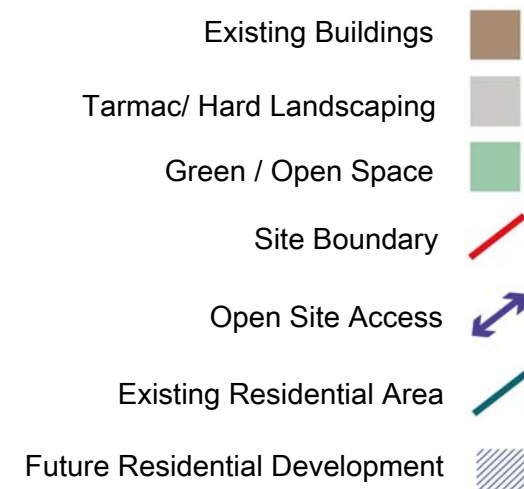 Existing Buildings
Tarmac/ Hard Landscaping
Green / Open Space
Site Boundary
Open Site Access
Existing Residential Area
Future Residential Development